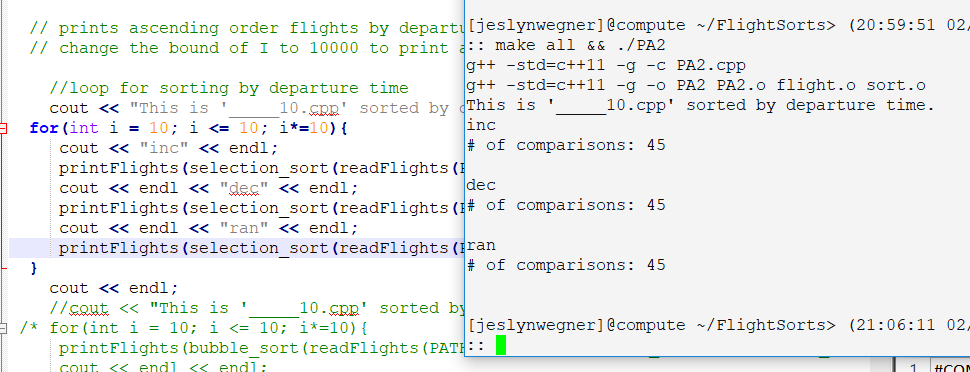 // prints ascending order flights by departu
// change the bound of I to 10000 to print a
//loop for sorting by departure time
cout << "This is '_____10.cpp' sorted by d
for(int i = 10; i <= 10; i*=10){
cout << "inc" << endl;
printFlights(selection_sort(readFlights(P
cout << endl << "dec" << endl;
printFlights(selection_sort(readFlights(P
cout << endl << "ran" << endl;
printFlights(selection_sort(readFlights(P
}
cout << endl;
//cout << "This is '_____10.cpp' sorted by
/* for(int i = 10; i <= 10; i*=10){
printFlights(bubble_sort(readFlights(PATH
cout << endl << endl;
[jeslynwegner]@compute ~/FlightSorts> (20:59:51 02/
:: make all && ./PA2
g++ -std=c++11 -g -c PA2.cpp
g++ -std=c++11 -g -o PA2 PA2.o flight.o sort.o
This is '_____10.cpp' sorted by departure time.
inc
# of comparisons: 45
dec
# of comparisons: 45
ran
# of comparisons: 45
[jeslynwegner]@compute ~/FlightSorts> (21:06:11 02/
::
1 #COM